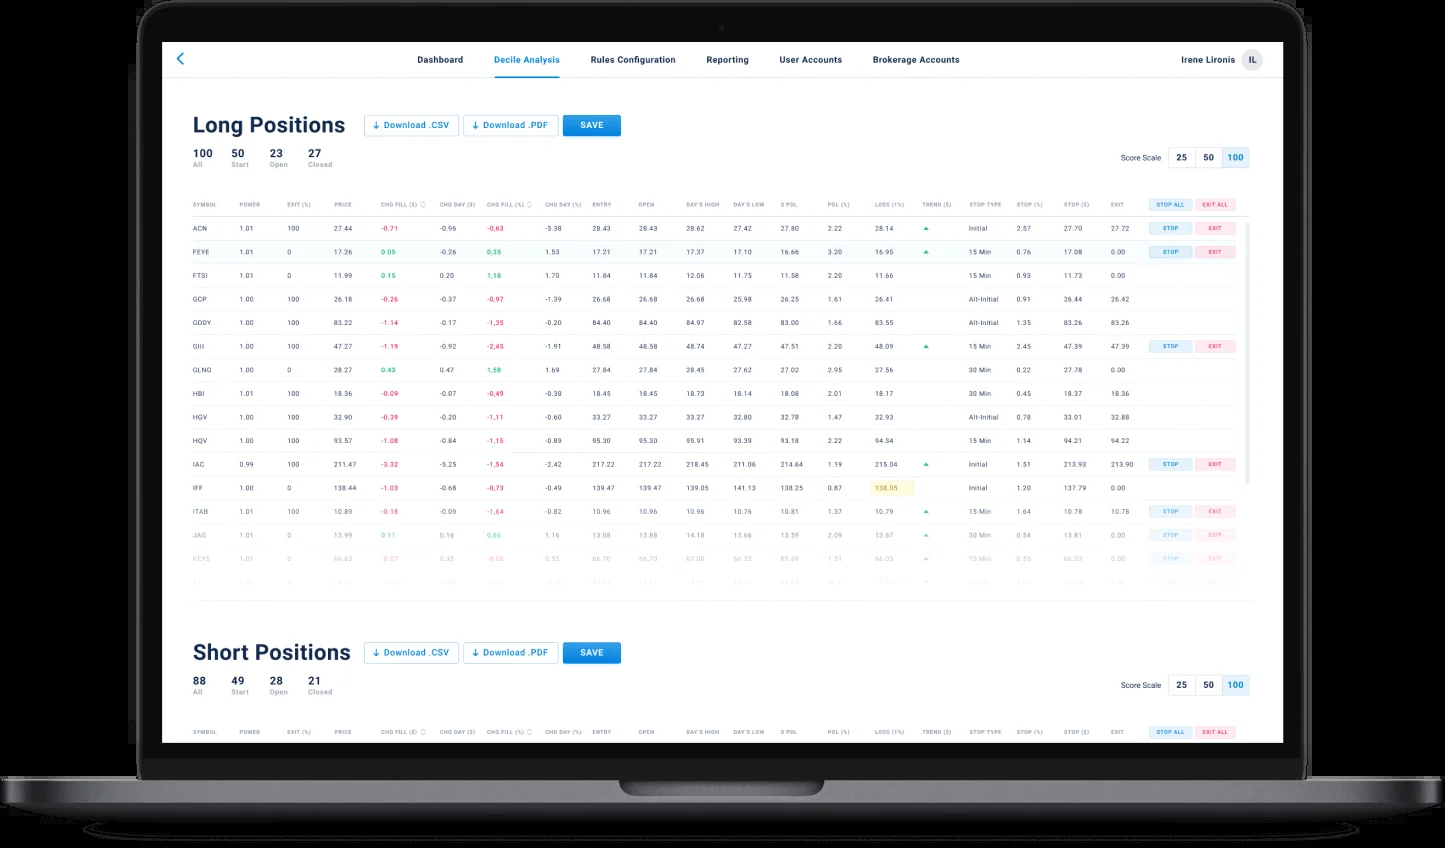 Dashboard Decile Analysis Rules Configuration Reporting User Accounts Brokerage Accounts Irene Lironis IL
Long Positions Download .CSV Download .PDF SAVE
100 50 23 27
All Start Open Closed
Score Scale 25 50 100
SYMBOL POWER EXIT (%) PRICE CHG FILL ($) CHG DAY ($) CHG FILL (%) CHG DAY (%) ENTRY OPEN DAY'S HIGH DAY'S LOW $ PDL PDL (%) LOSS (1%) TREND ($) STOP TYPE STOP (%) STOP ($) EXIT STOP ALL EXIT ALL
ACN 1.01 100 27.44 -0.71 -0.96 -0,63 -3.38 28.43 28.43 28.62 27.42 27.80 2.22 28.14 Initial 2.57 27.70 27.72 STOP EXIT
FEYE 1.01 0 17.26 0.05 -0.26 0,35 1.53 17.21 17.21 17.37 17.10 16.66 3.20 16.95 15 Min 0.76 17.08 0.00 STOP EXIT
FTSI 1.01 0 11.99 0.15 0.20 1,18 1.70 11.84 11.84 12.06 11.75 11.58 2.20 11.66 15 Min 0.93 11.73 0.00
GCP 1.00 100 26.18 -0.26 -0.37 -0,97 -1.39 26.68 26.68 26.68 25.98 26.25 1.61 26.41 Alt-Initial 0.91 26.44 26.42
GDDY 1.00 100 83.22 -1.14 -0.17 -1,35 -0.20 84.40 84.40 84.97 82.58 83.00 1.66 83.55 Alt-Initial 1.35 83.26 83.26
GIII 1.00 100 47.27 -1.19 -0.92 -2,45 -1.91 48.58 48.58 48.74 47.27 47.51 2.20 48.09 15 Min 2.45 47.39 47.39 STOP EXIT
GLNG 1.00 0 28.27 0.43 0.47 1,58 1.69 27.84 27.84 28.45 27.62 27.02 2.95 27.56 30 Min 0.22 27.78 0.00
HBI 1.01 100 18.36 -0.09 -0.07 -0,49 -0.38 18.45 18.45 18.73 18.14 18.08 2.01 18.17 30 Min 0.45 18.37 18.36
HGV 1.00 100 32.90 -0.39 -0.20 -1,11 -0.60 33.27 33.27 33.27 32.80 32.78 1.47 32.93 Alt-Initial 0.78 33.01 32.88
HQV 1.00 100 93.57 -1.08 -0.84 -1,15 -0.89 95.30 95.30 95.91 93.39 93.18 2.22 94.34 15 Min 1.14 94.21 94.22
IAC 0.99 100 211.47 -3.32 -5.25 -1,54 -2.42 217.22 217.22 218.45 211.06 214.64 1.19 215.04 Initial 1.51 213.93 213.90 STOP EXIT
IFF 1.00 0 138.44 -1.03 -0.68 -0,73 -0.49 139.47 139.47 139.05 141.13 138.25 0.87 138.05 Initial 1.20 137.79 0.00
ITAB 1.01 100 10.89 -0.18 -0.09 -1,64 -0.82 10.96 10.96 10.96 10.76 10.81 1.37 10.79 15 Min 1.64 10.78 10.78 STOP EXIT
JAG 1.01 0 13.99 0.11 0.16 0,86 1.16 13.08 13.88 14.18 13.66 13.59 2.09 13.67 30 Min 0.54 13.81 0.00 STOP EXIT
KEYS 1.01 0 66.63 -0.07 0.35 0.53 66.70 66.70 67.00 66.35 65.69 1.51 66.03 15 Min 0.55 66.33 0.00 STOP EXIT
Short Positions Download .CSV Download .PDF SAVE
88 49 28 21
All Start Open Closed
Score Scale 25 50 100
SYMBOL POWER EXIT (%) PRICE CHG FILL ($) CHG DAY ($) CHG FILL (%) CHG DAY (%) ENTRY OPEN DAY'S HIGH DAY'S LOW $ PDL PDL (%) LOSS (1%) TREND ($) STOP TYPE STOP (%) STOP ($) EXIT STOP ALL EXIT ALL